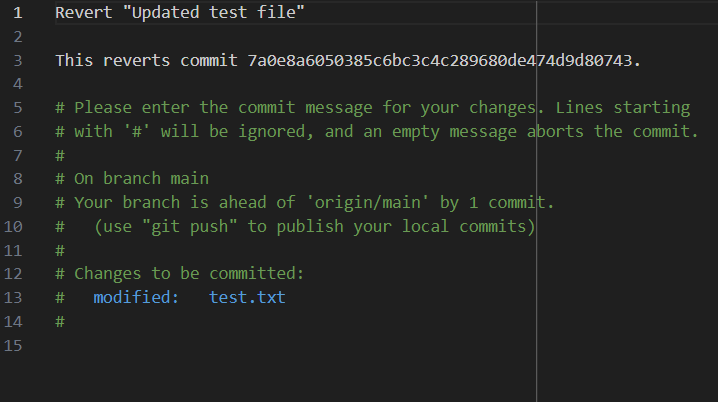 1 Revert "Updated test file"
2
3 This reverts commit 7a0e8a6050385c6bc3c4c289680de474d9d80743.
4
5 # Please enter the commit message for your changes. Lines starting
6 # with '#' will be ignored, and an empty message aborts the commit.
7 #
8 # On branch main
9 # Your branch is ahead of 'origin/main' by 1 commit.
10 #   (use "git push" to publish your local commits)
11 #
12 # Changes to be committed:
13 #   modified:   test.txt
14 #
15